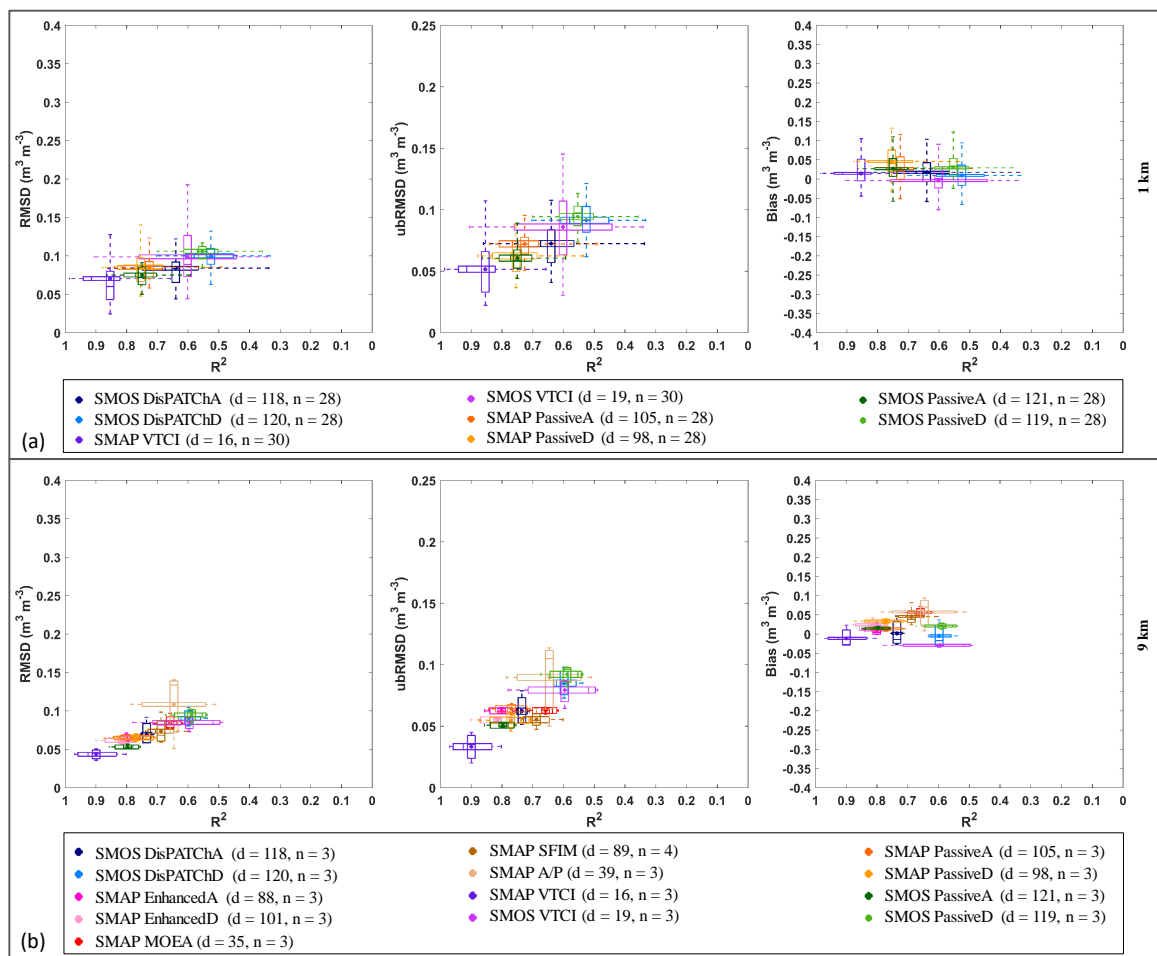 0.4
0.35
0.3
0.25
0.2
0.15
0.1
0.05
0
RMSD (m³ m⁻³)
1 0.9 0.8 0.7 0.6 0.5 0.4 0.3 0.2 0.1 0
R²
0.25
0.2
0.15
0.1
0.05
0
ubRMSD (m³ m⁻³)
1 0.9 0.8 0.7 0.6 0.5 0.4 0.3 0.2 0.1 0
R²
0.4
0.35
0.3
0.25
0.2
0.15
0.1
0.05
0
-0.05
-0.1
-0.15
-0.2
-0.25
-0.3
-0.35
-0.4
Bias (m³ m⁻³)
1 0.9 0.8 0.7 0.6 0.5 0.4 0.3 0.2 0.1 0
R²
1 km
SMOS DisPATChA (d = 118, n = 28)
SMOS DisPATChD (d = 120, n = 28)
SMAP VTCI (d = 16, n = 30)
SMOS VTCI (d = 19, n = 30)
SMAP PassiveA (d = 105, n = 28)
SMAP PassiveD (d = 98, n = 28)
SMOS PassiveA (d = 121, n = 28)
SMOS PassiveD (d = 119, n = 28)
(a)
0.4
0.35
0.3
0.25
0.2
0.15
0.1
0.05
0
RMSD (m³ m⁻³)
1 0.9 0.8 0.7 0.6 0.5 0.4 0.3 0.2 0.1 0
R²
0.25
0.2
0.15
0.1
0.05
0
ubRMSD (m³ m⁻³)
1 0.9 0.8 0.7 0.6 0.5 0.4 0.3 0.2 0.1 0
R²
0.4
0.35
0.3
0.25
0.2
0.15
0.1
0.05
0
-0.05
-0.1
-0.15
-0.2
-0.25
-0.3
-0.35
-0.4
Bias (m³ m⁻³)
1 0.9 0.8 0.7 0.6 0.5 0.4 0.3 0.2 0.1 0
R²
9 km
SMOS DisPATChA (d = 118, n = 3)
SMOS DisPATChD (d = 120, n = 3)
SMAP EnhancedA (d = 88, n = 3)
SMAP EnhancedD (d = 101, n = 3)
SMAP MOEA (d = 35, n = 3)
SMAP SFIM (d = 89, n = 4)
SMAP A/P (d = 39, n = 3)
SMAP VTCI (d = 16, n = 3)
SMOS VTCI (d = 19, n = 3)
SMAP PassiveA (d = 105, n = 3)
SMAP PassiveD (d = 98, n = 3)
SMOS PassiveA (d = 121, n = 3)
SMOS PassiveD (d = 119, n = 3)
(b)